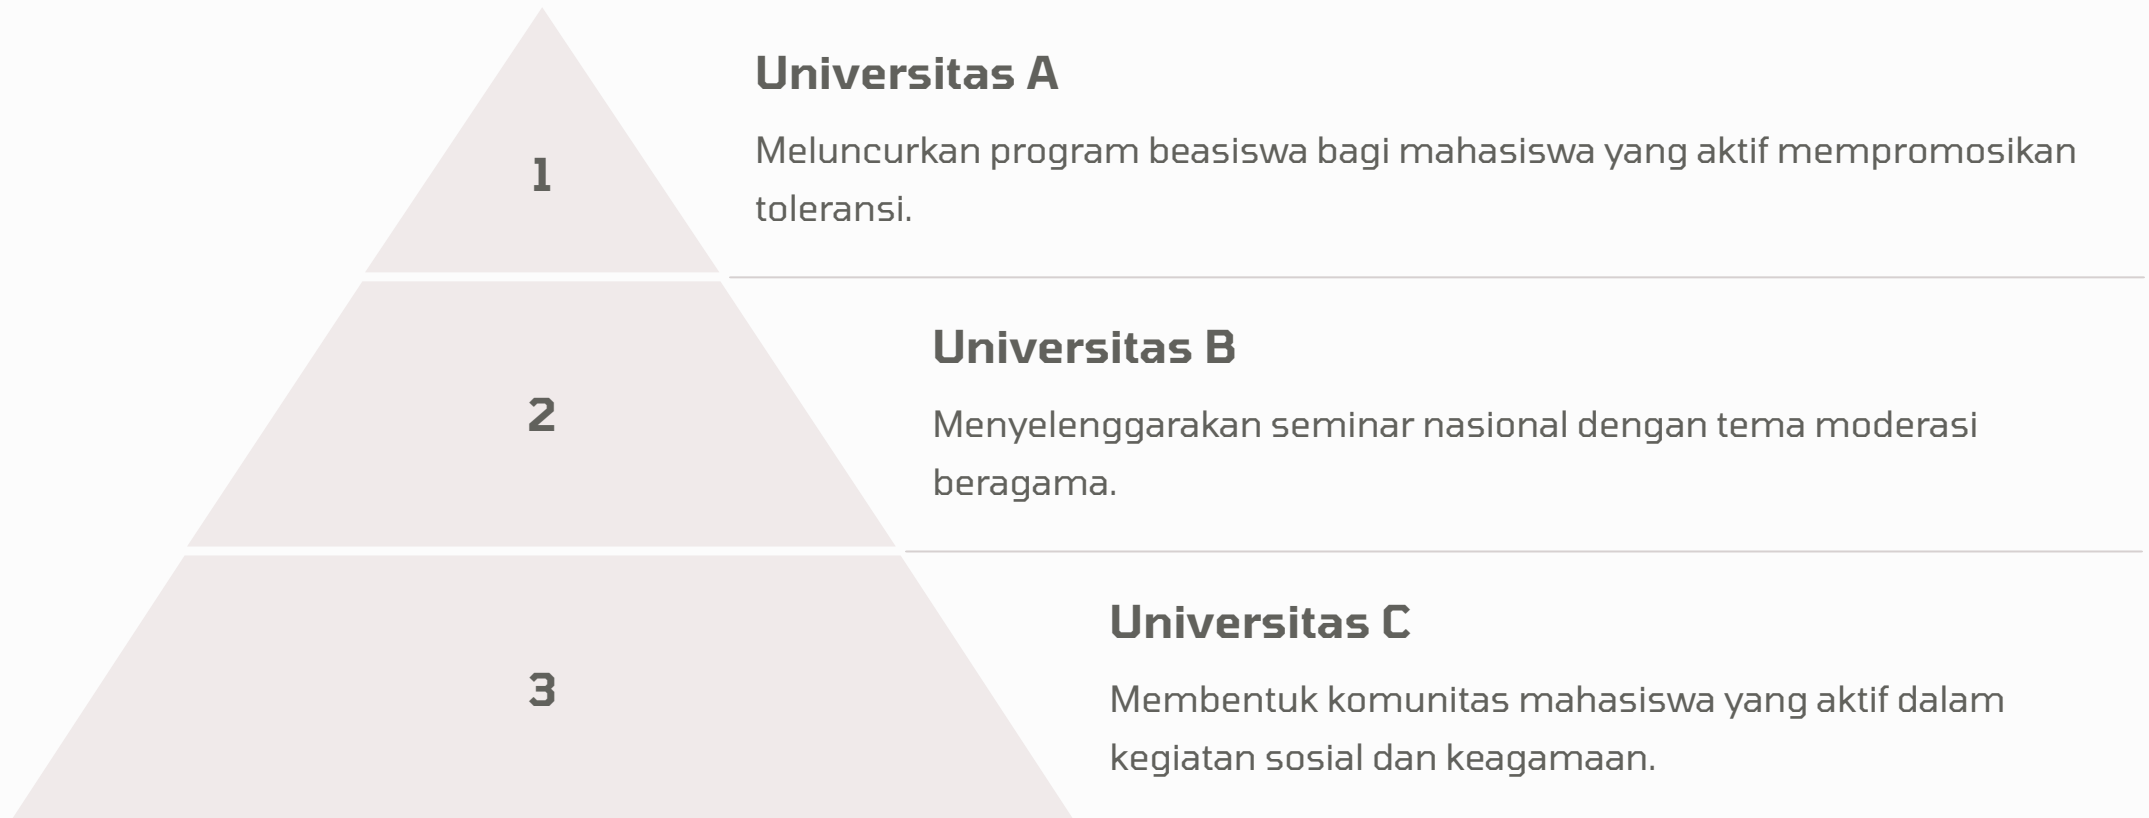 Universitas A
Meluncurkan program beasiswa bagi mahasiswa yang aktif mempromosikan
toleransi.
1
Universitas B
Menyelenggarakan seminar nasional dengan tema moderasi
beragama.
2
Universitas C
Membentuk komunitas mahasiswa yang aktif dalam
kegiatan sosial dan keagamaan.
3